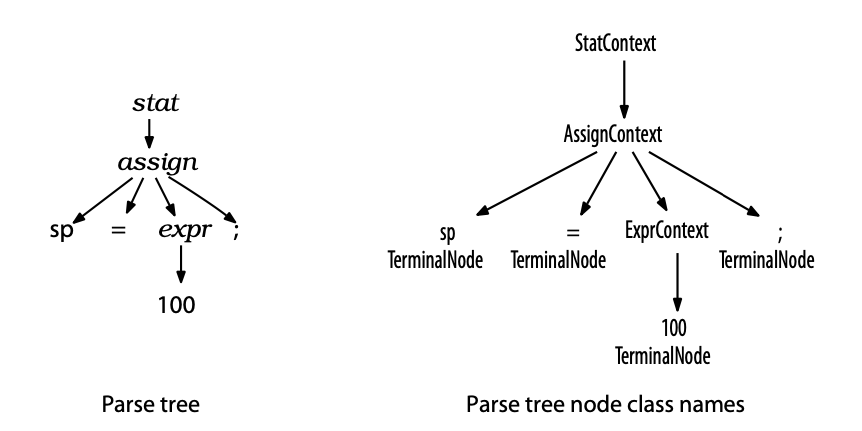 stat
assign
sp = expr ;
100
Parse tree
StatContext
AssignContext
sp = ExprContext ;
TerminalNode TerminalNode TerminalNode
100
TerminalNode
Parse tree node class names